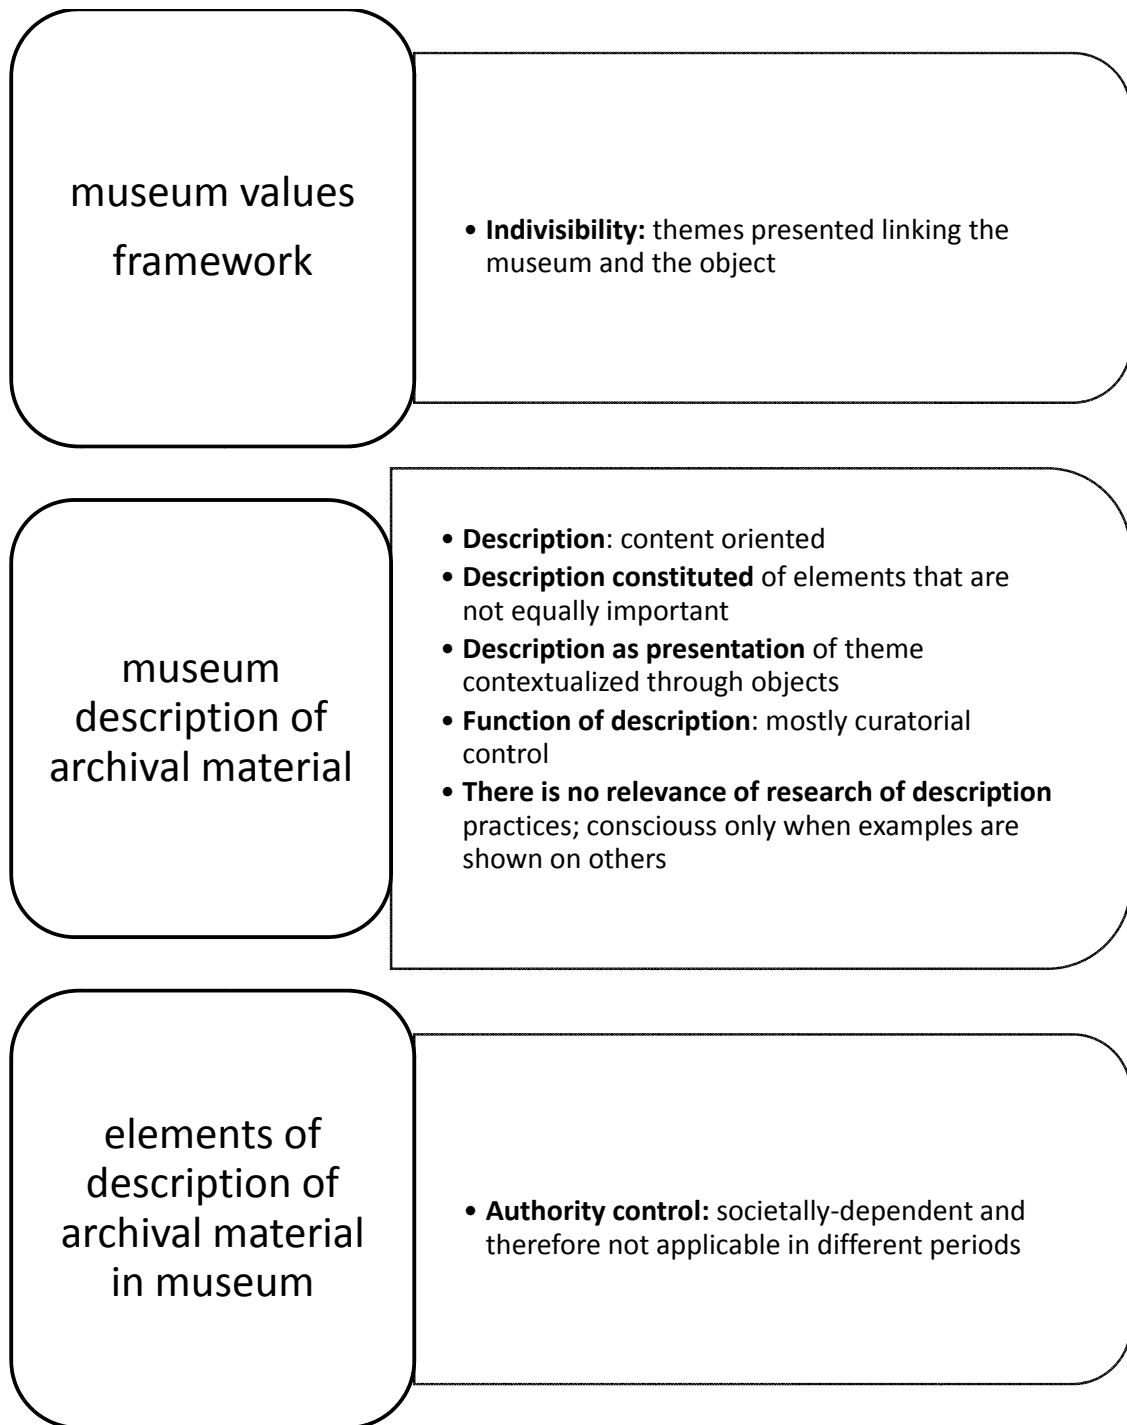 museum values
framework
• Indivisibility: themes presented linking the
museum and the object
museum
description of
archival material
• Description: content oriented
• Description constituted of elements that are
not equally important
• Description as presentation of theme
contextualized through objects
• Function of description: mostly curatorial
control
• There is no relevance of research of description
practices; consciouss only when examples are
shown on others
elements of
description of
archival material
in museum
• Authority control: societally-dependent and
therefore not applicable in different periods